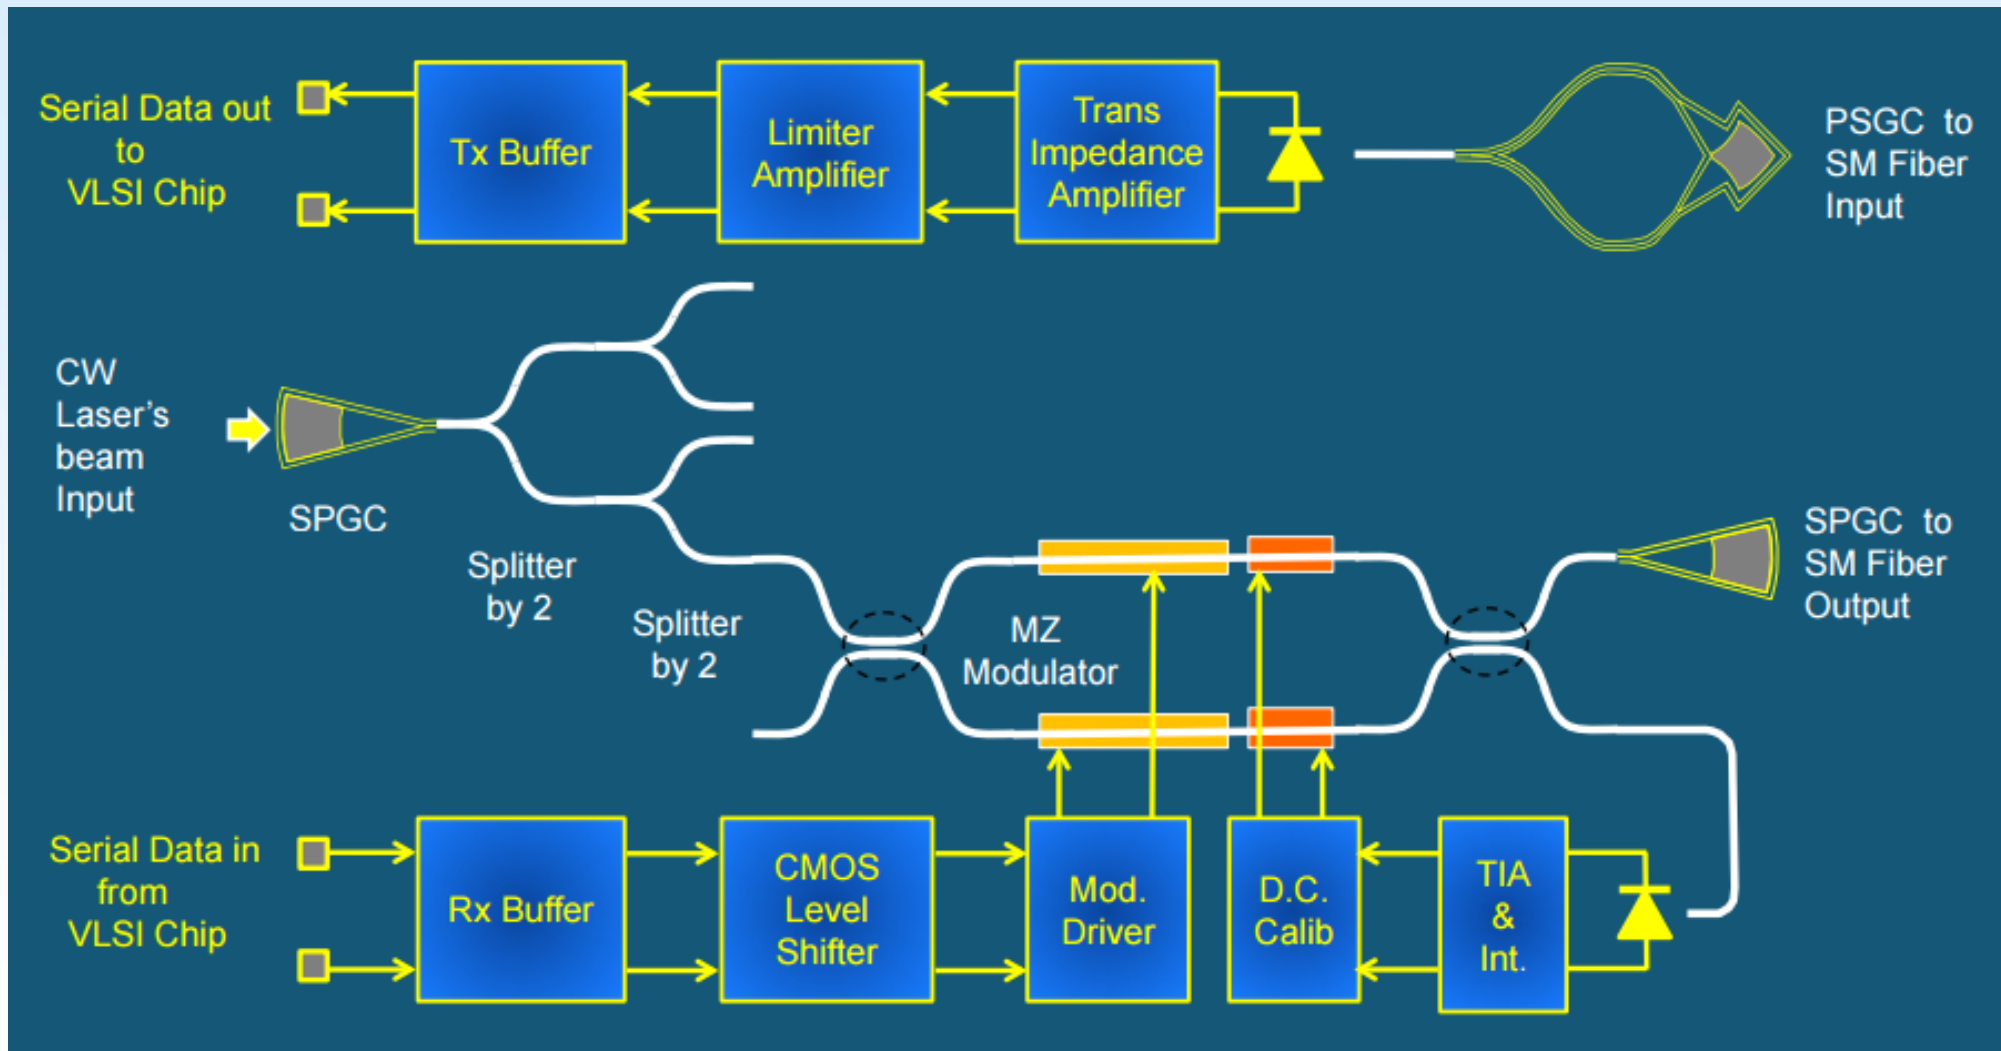 Serial Data out
to
VLSI Chip
Tx Buffer
Limiter
Amplifier
Trans
Impedance
Amplifier
PSGC to
SM Fiber
Input
CW
Laser's
beam
Input
SPGC
Splitter
by 2
Splitter
by 2
MZ
Modulator
SPGC to
SM Fiber
Output
Serial Data in
from
VLSI Chip
Rx Buffer
CMOS
Level
Shifter
Mod.
Driver
D.C.
Calib
TIA
&
Int.